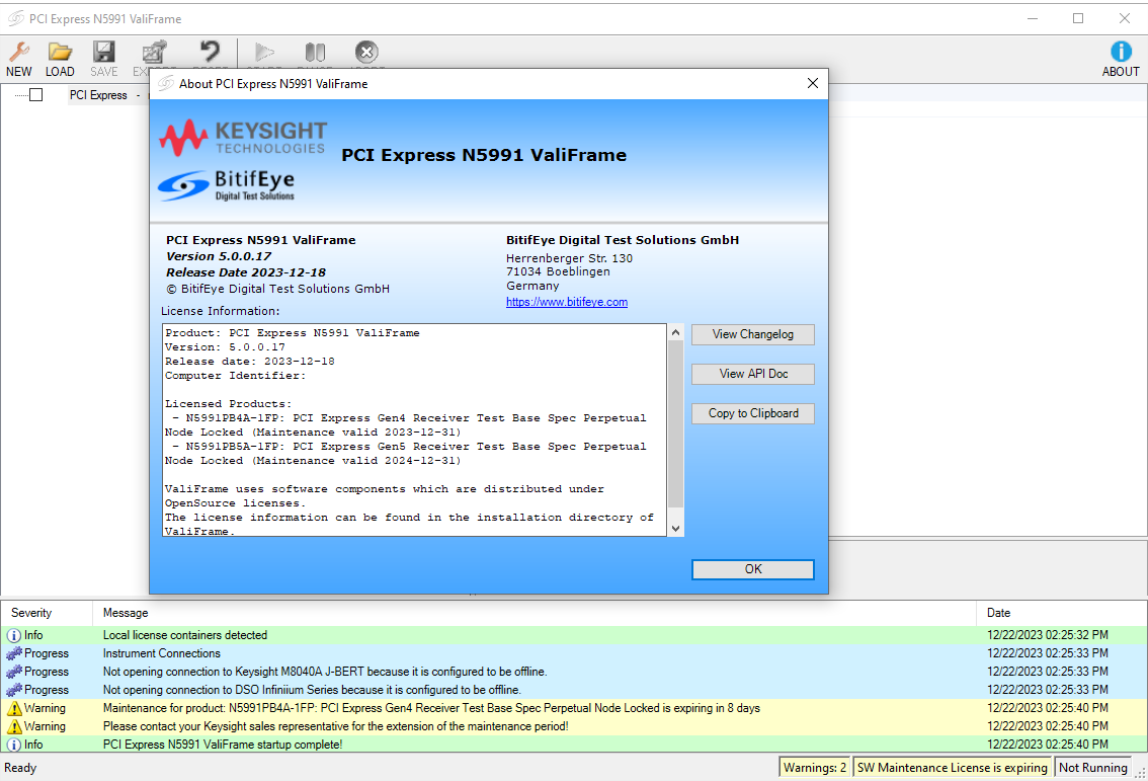 PCI Express N5991 ValiFrame
NEW LOAD SAVE
ABOUT
PCI Express -
About PCI Express N5991 ValiFrame
KEYSIGHT
TECHNOLOGIES
PCI Express N5991 ValiFrame
BitifEye
Digital Test Solutions
PCI Express N5991 ValiFrame
Version 5.0.0.17
Release Date 2023-12-18
© BitifEye Digital Test Solutions GmbH
BitifEye Digital Test Solutions GmbH
Herrenberger Str. 130
71034 Boeblingen
Germany
https://www.bitifeye.com
License Information:
Product: PCI Express N5991 ValiFrame
Version: 5.0.0.17
Release date: 2023-12-18
Computer Identifier:
Licensed Products:
- N5991PB4A-1FP: PCI Express Gen4 Receiver Test Base Spec Perpetual
Node Locked (Maintenance valid 2023-12-31)
- N5991PB5A-1FP: PCI Express Gen5 Receiver Test Base Spec Perpetual
Node Locked (Maintenance valid 2024-12-31)
ValiFrame uses software components which are distributed under
OpenSource licenses.
The license information can be found in the installation directory of
ValiFrame.
View Changelog
View API Doc
Copy to Clipboard
OK
Severity Message Date
Info Local license containers detected 12/22/2023 02:25:32 PM
Progress Instrument Connections 12/22/2023 02:25:33 PM
Progress Not opening connection to Keysight M8040A J-BERT because it is configured to be offline. 12/22/2023 02:25:33 PM
Progress Not opening connection to DSO Infiniium Series because it is configured to be offline. 12/22/2023 02:25:33 PM
Warning Maintenance for product: N5991PB4A-1FP: PCI Express Gen4 Receiver Test Base Spec Perpetual Node Locked is expiring in 8 days 12/22/2023 02:25:40 PM
Warning Please contact your Keysight sales representative for the extension of the maintenance period! 12/22/2023 02:25:40 PM
Info PCI Express N5991 ValiFrame startup complete! 12/22/2023 02:25:40 PM
Ready Warnings: 2 SW Maintenance License is expiring Not Running